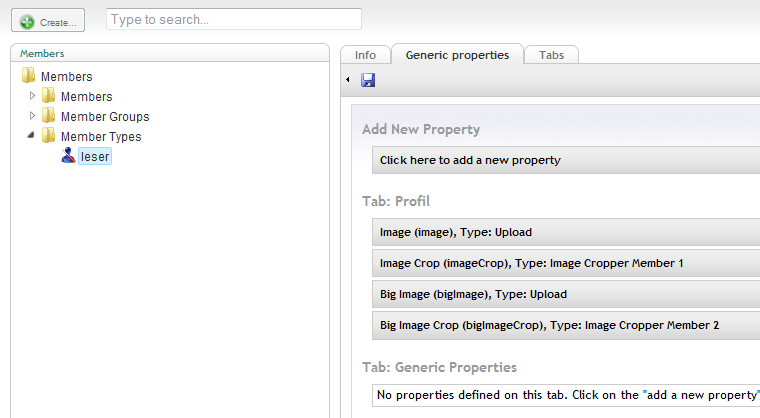 Create...
Type to search...
Members
Members
Members
Member Groups
Member Types
leser
Info
Generic properties
Tabs
Add New Property
Click here to add a new property
Tab: Profil
Image (image), Type: Upload
Image Crop (imageCrop), Type: Image Cropper Member 1
Big Image (bigImage), Type: Upload
Big Image Crop (bigImageCrop), Type: Image Cropper Member 2
Tab: Generic Properties
No properties defined on this tab. Click on the "add a new property"